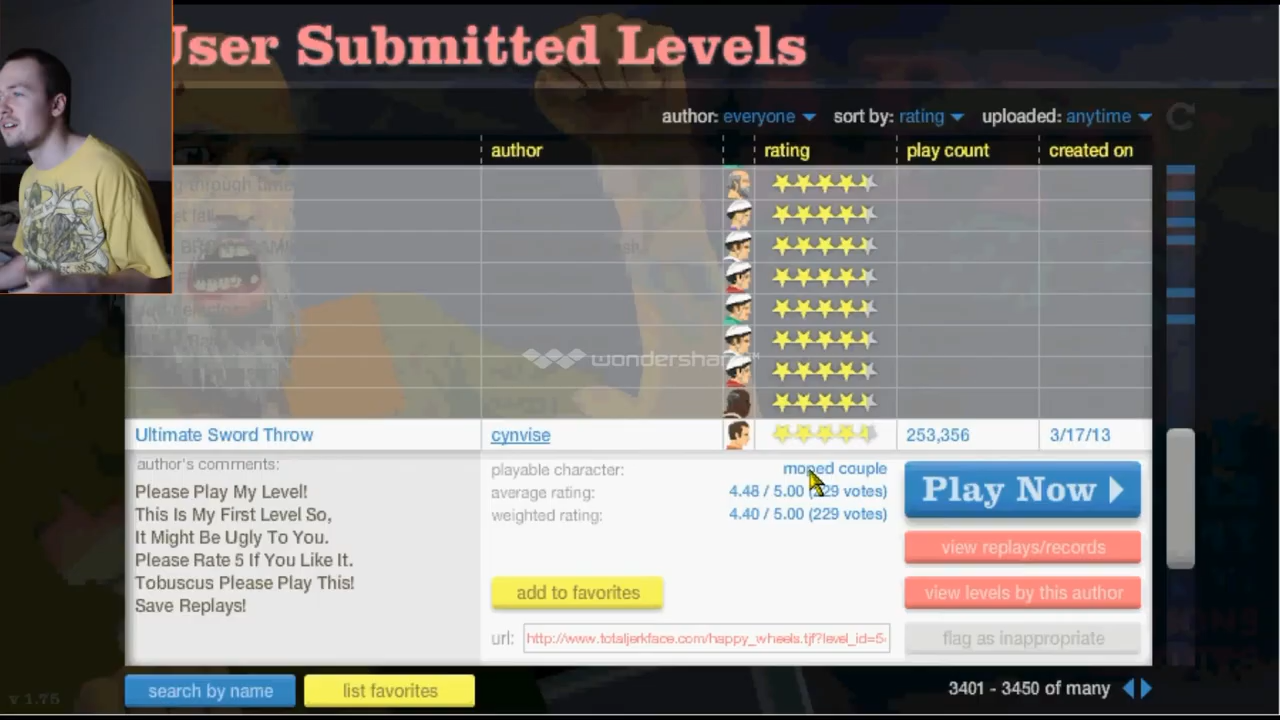 User Submitted Levels
author: everyone sort by: rating uploaded: anytime
author rating play count created on
through time
Ultimate Sword Throw cynvise 253,356 3/17/13
author's comments:
Please Play My Level!
This Is My First Level So,
It Might Be Ugly To You.
Please Rate 5 If You Like It.
Tobuscus Please Play This!
Save Replays!
playable character: moped couple
average rating: 4.48 / 5.00 (229 votes)
weighted rating: 4.40 / 5.00 (229 votes)
Play Now
view replays/records
add to favorites
view levels by this author
url: http://www.totaljerkface.com/happy_wheels.tjf?level_id=5
flag as inappropriate
search by name
list favorites
3401 - 3450 of many
v 1.75